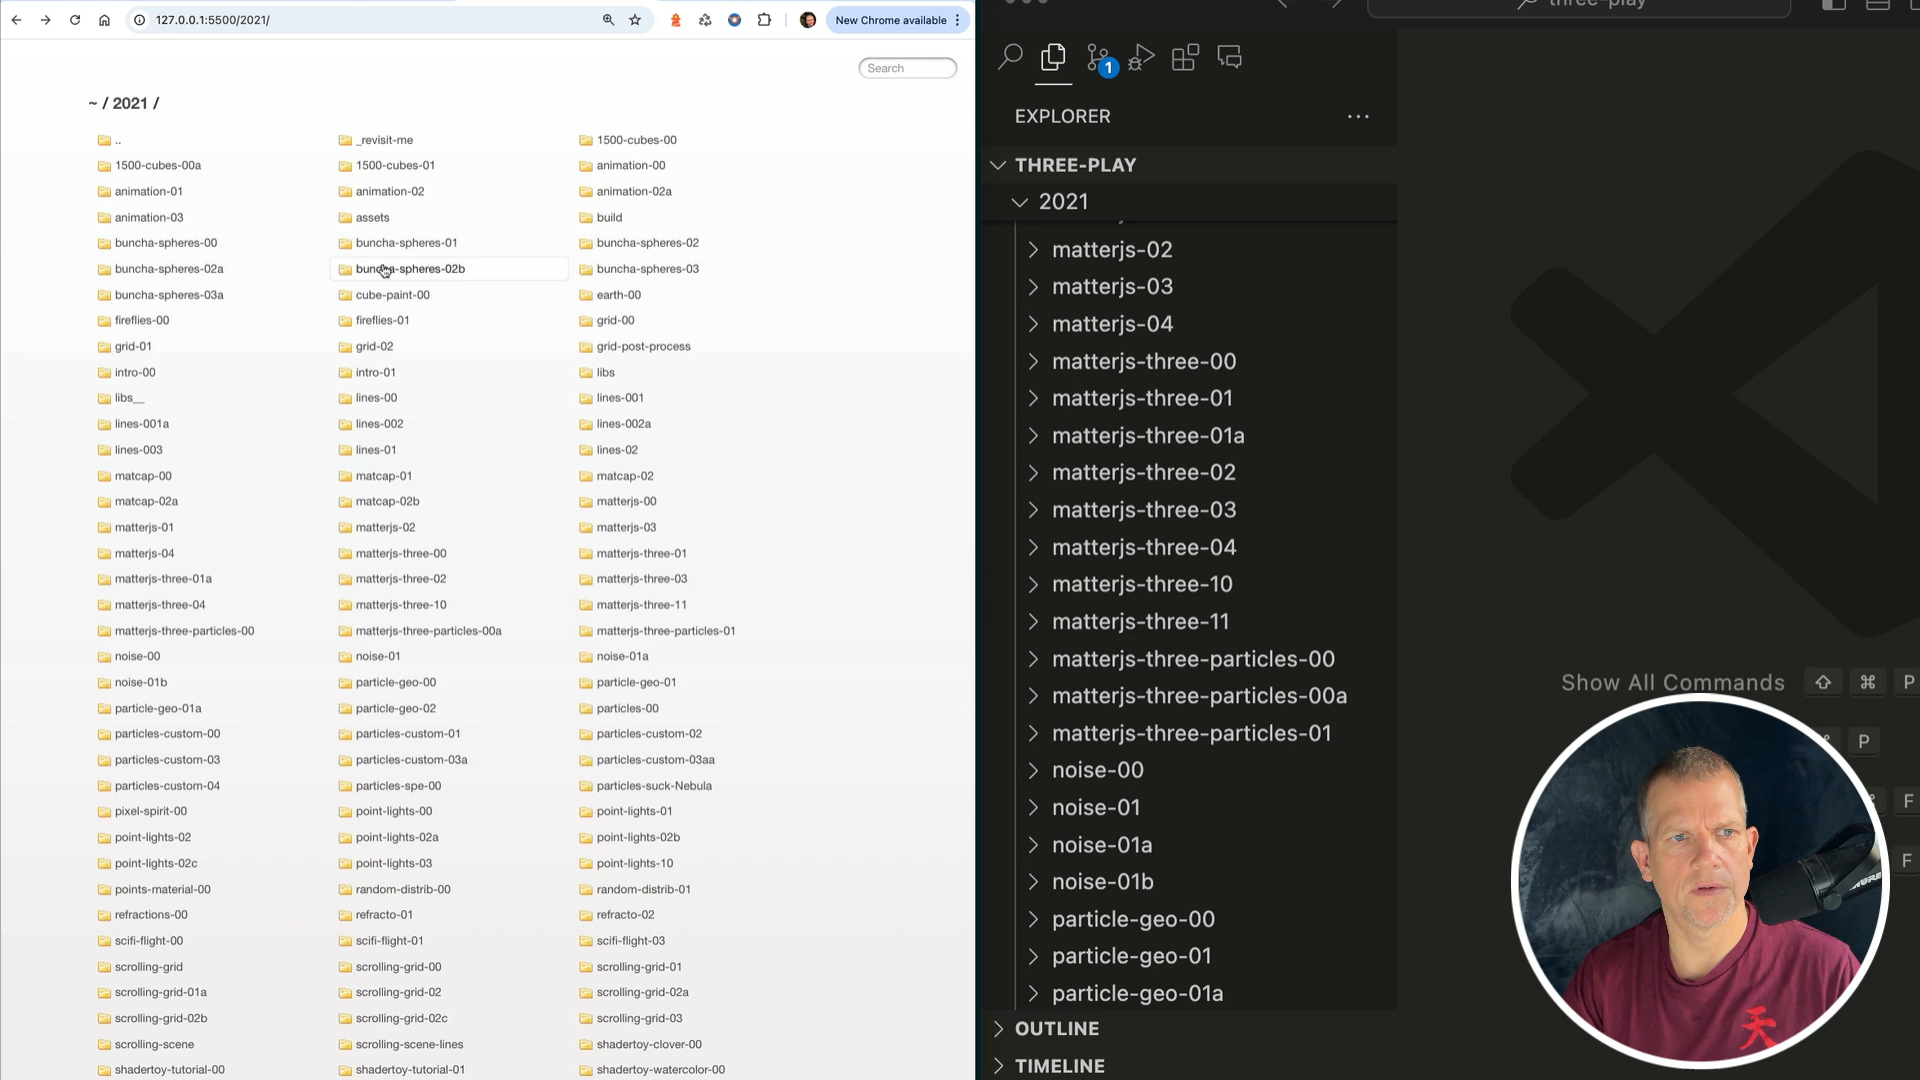 127.0.0.1:5500/2021/
New Chrome available
Search
~ / 2021 /
..
_revisit-me
1500-cubes-00
1500-cubes-00a
1500-cubes-01
animation-00
animation-01
animation-02
animation-02a
animation-03
assets
build
buncha-spheres-00
buncha-spheres-01
buncha-spheres-02
buncha-spheres-02a
buncha-spheres-02b
buncha-spheres-03
buncha-spheres-03a
cube-paint-00
earth-00
fireflies-00
fireflies-01
grid-00
grid-01
grid-02
grid-post-process
intro-00
intro-01
libs
libs__
lines-00
lines-001
lines-001a
lines-002
lines-002a
lines-003
lines-01
lines-02
matcap-00
matcap-01
matcap-02
matcap-02a
matcap-02b
matterjs-00
matterjs-01
matterjs-02
matterjs-03
matterjs-04
matterjs-three-00
matterjs-three-01
matterjs-three-01a
matterjs-three-02
matterjs-three-03
matterjs-three-04
matterjs-three-10
matterjs-three-11
matterjs-three-particles-00
matterjs-three-particles-00a
matterjs-three-particles-01
noise-00
noise-01
noise-01a
noise-01b
particle-geo-00
particle-geo-01
particle-geo-01a
particle-geo-02
particles-00
particles-custom-00
particles-custom-01
particles-custom-02
particles-custom-03
particles-custom-03a
particles-custom-03aa
particles-custom-04
particles-spe-00
particles-suck-Nebula
pixel-spirit-00
point-lights-00
point-lights-01
point-lights-02
point-lights-02a
point-lights-02b
point-lights-02c
point-lights-03
point-lights-10
points-material-00
random-distrib-00
random-distrib-01
refractions-00
refracto-01
refracto-02
scifi-flight-00
scifi-flight-01
scifi-flight-03
scrolling-grid
scrolling-grid-00
scrolling-grid-01
scrolling-grid-01a
scrolling-grid-02
scrolling-grid-02a
scrolling-grid-02b
scrolling-grid-02c
scrolling-grid-03
scrolling-scene
scrolling-scene-lines
shadertoy-clover-00
shadertoy-tutorial-00
shadertoy-tutorial-01
shadertoy-watercolor-00
three-play
1
EXPLORER
THREE-PLAY
2021
matterjs-02
matterjs-03
matterjs-04
matterjs-three-00
matterjs-three-01
matterjs-three-01a
matterjs-three-02
matterjs-three-03
matterjs-three-04
matterjs-three-10
matterjs-three-11
matterjs-three-particles-00
matterjs-three-particles-00a
matterjs-three-particles-01
noise-00
noise-01
noise-01a
noise-01b
particle-geo-00
particle-geo-01
particle-geo-01a
OUTLINE
TIMELINE
Show All Commands ⇧ ⌘ P
P
F
F
SHURE
天